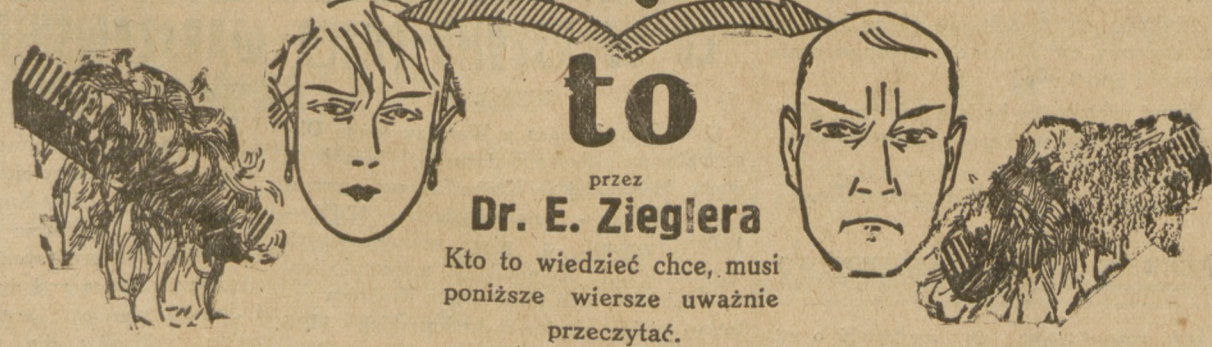 to
przez
Dr. E. Zieglera
Kto to wiedzieć chce, musi
poniższe wiersze uważnie
przeczytać.